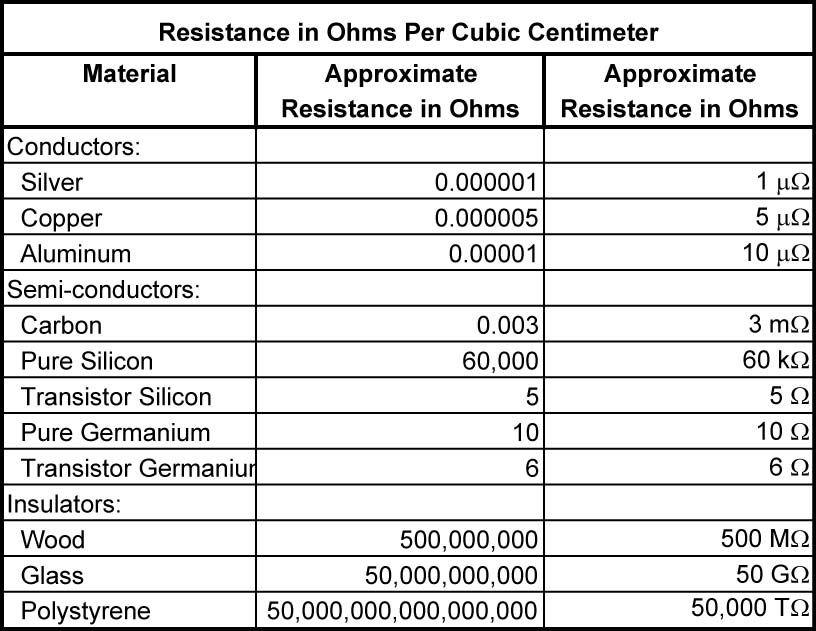 Resistance in Ohms Per Cubic Centimeter
Material Approximate Resistance in Ohms Approximate Resistance in Ohms
Conductors:
Silver 0.000001 1 μΩ
Copper 0.000005 5 μΩ
Aluminum 0.00001 10 μΩ
Semi-conductors:
Carbon 0.003 3 mΩ
Pure Silicon 60,000 60 kΩ
Transistor Silicon 5 5 Ω
Pure Germanium 10 10 Ω
Transistor Germaniur 6 6 Ω
Insulators:
Wood 500,000,000 500 MΩ
Glass 50,000,000,000 50 GΩ
Polystyrene 50,000,000,000,000,000 50,000 TΩ